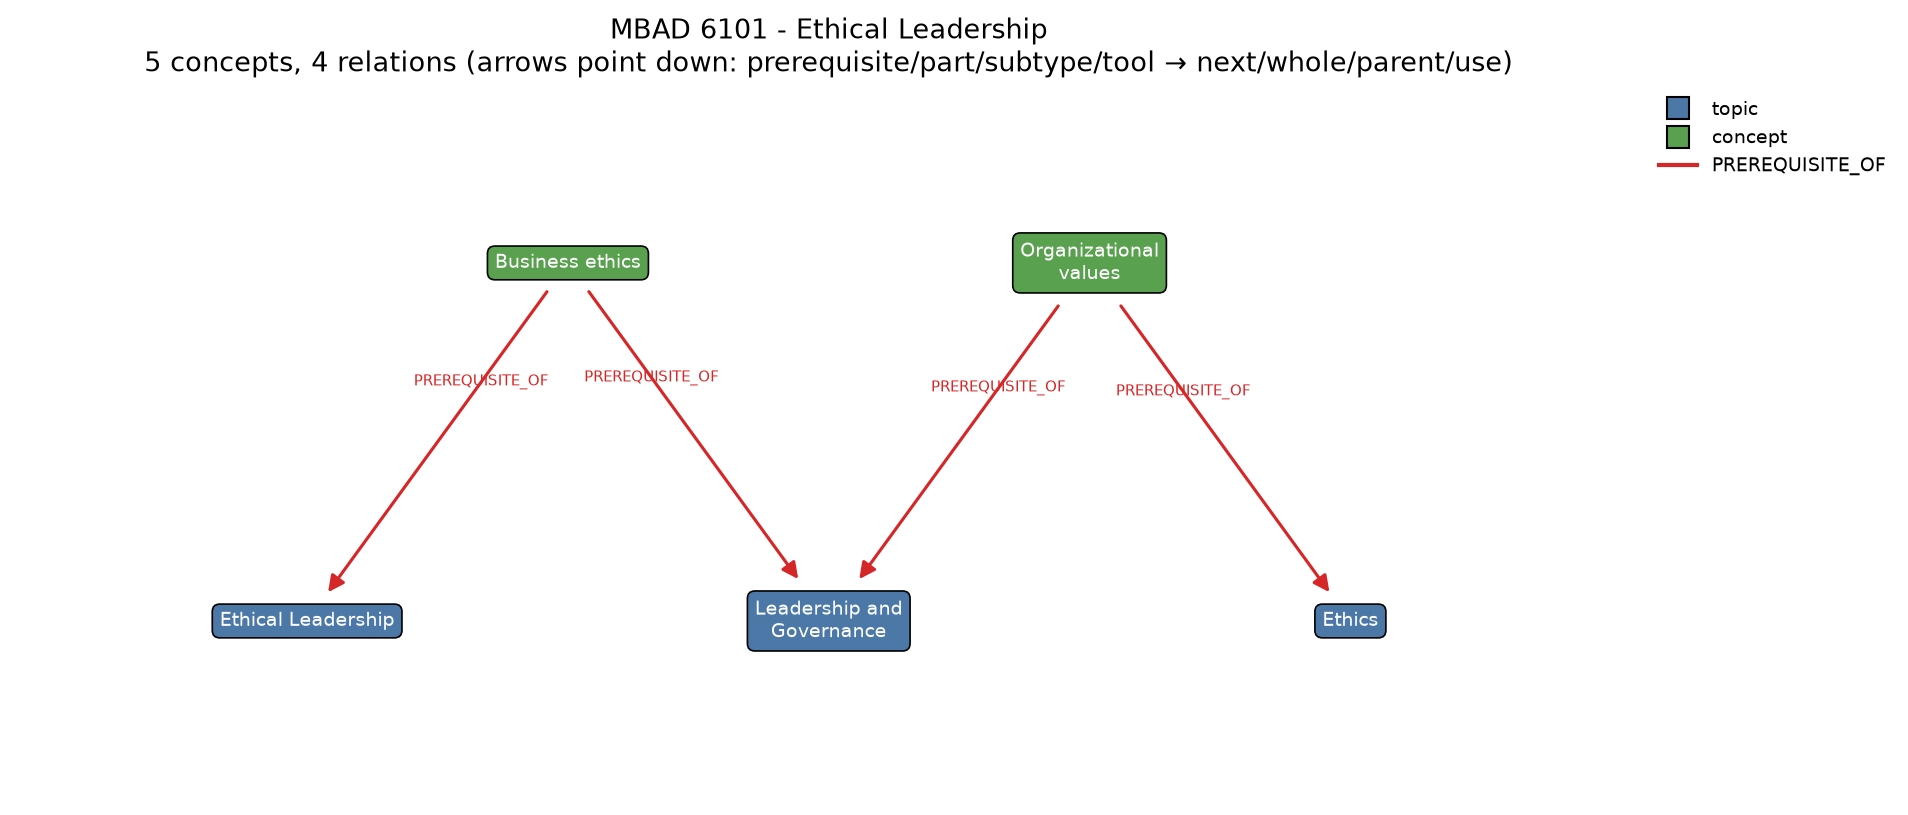 MBAD 6101 - Ethical Leadership
5 concepts, 4 relations (arrows point down: prerequisite/part/subtype/tool → next/whole/parent/use)
topic
concept
PREREQUISITE_OF
Business ethics
Organizational
values
PREREQUISITE_OF
PREREQUISITE_OF
PREREQUISITE_OF
PREREQUISITE_OF
Ethical Leadership
Leadership and
Governance
Ethics